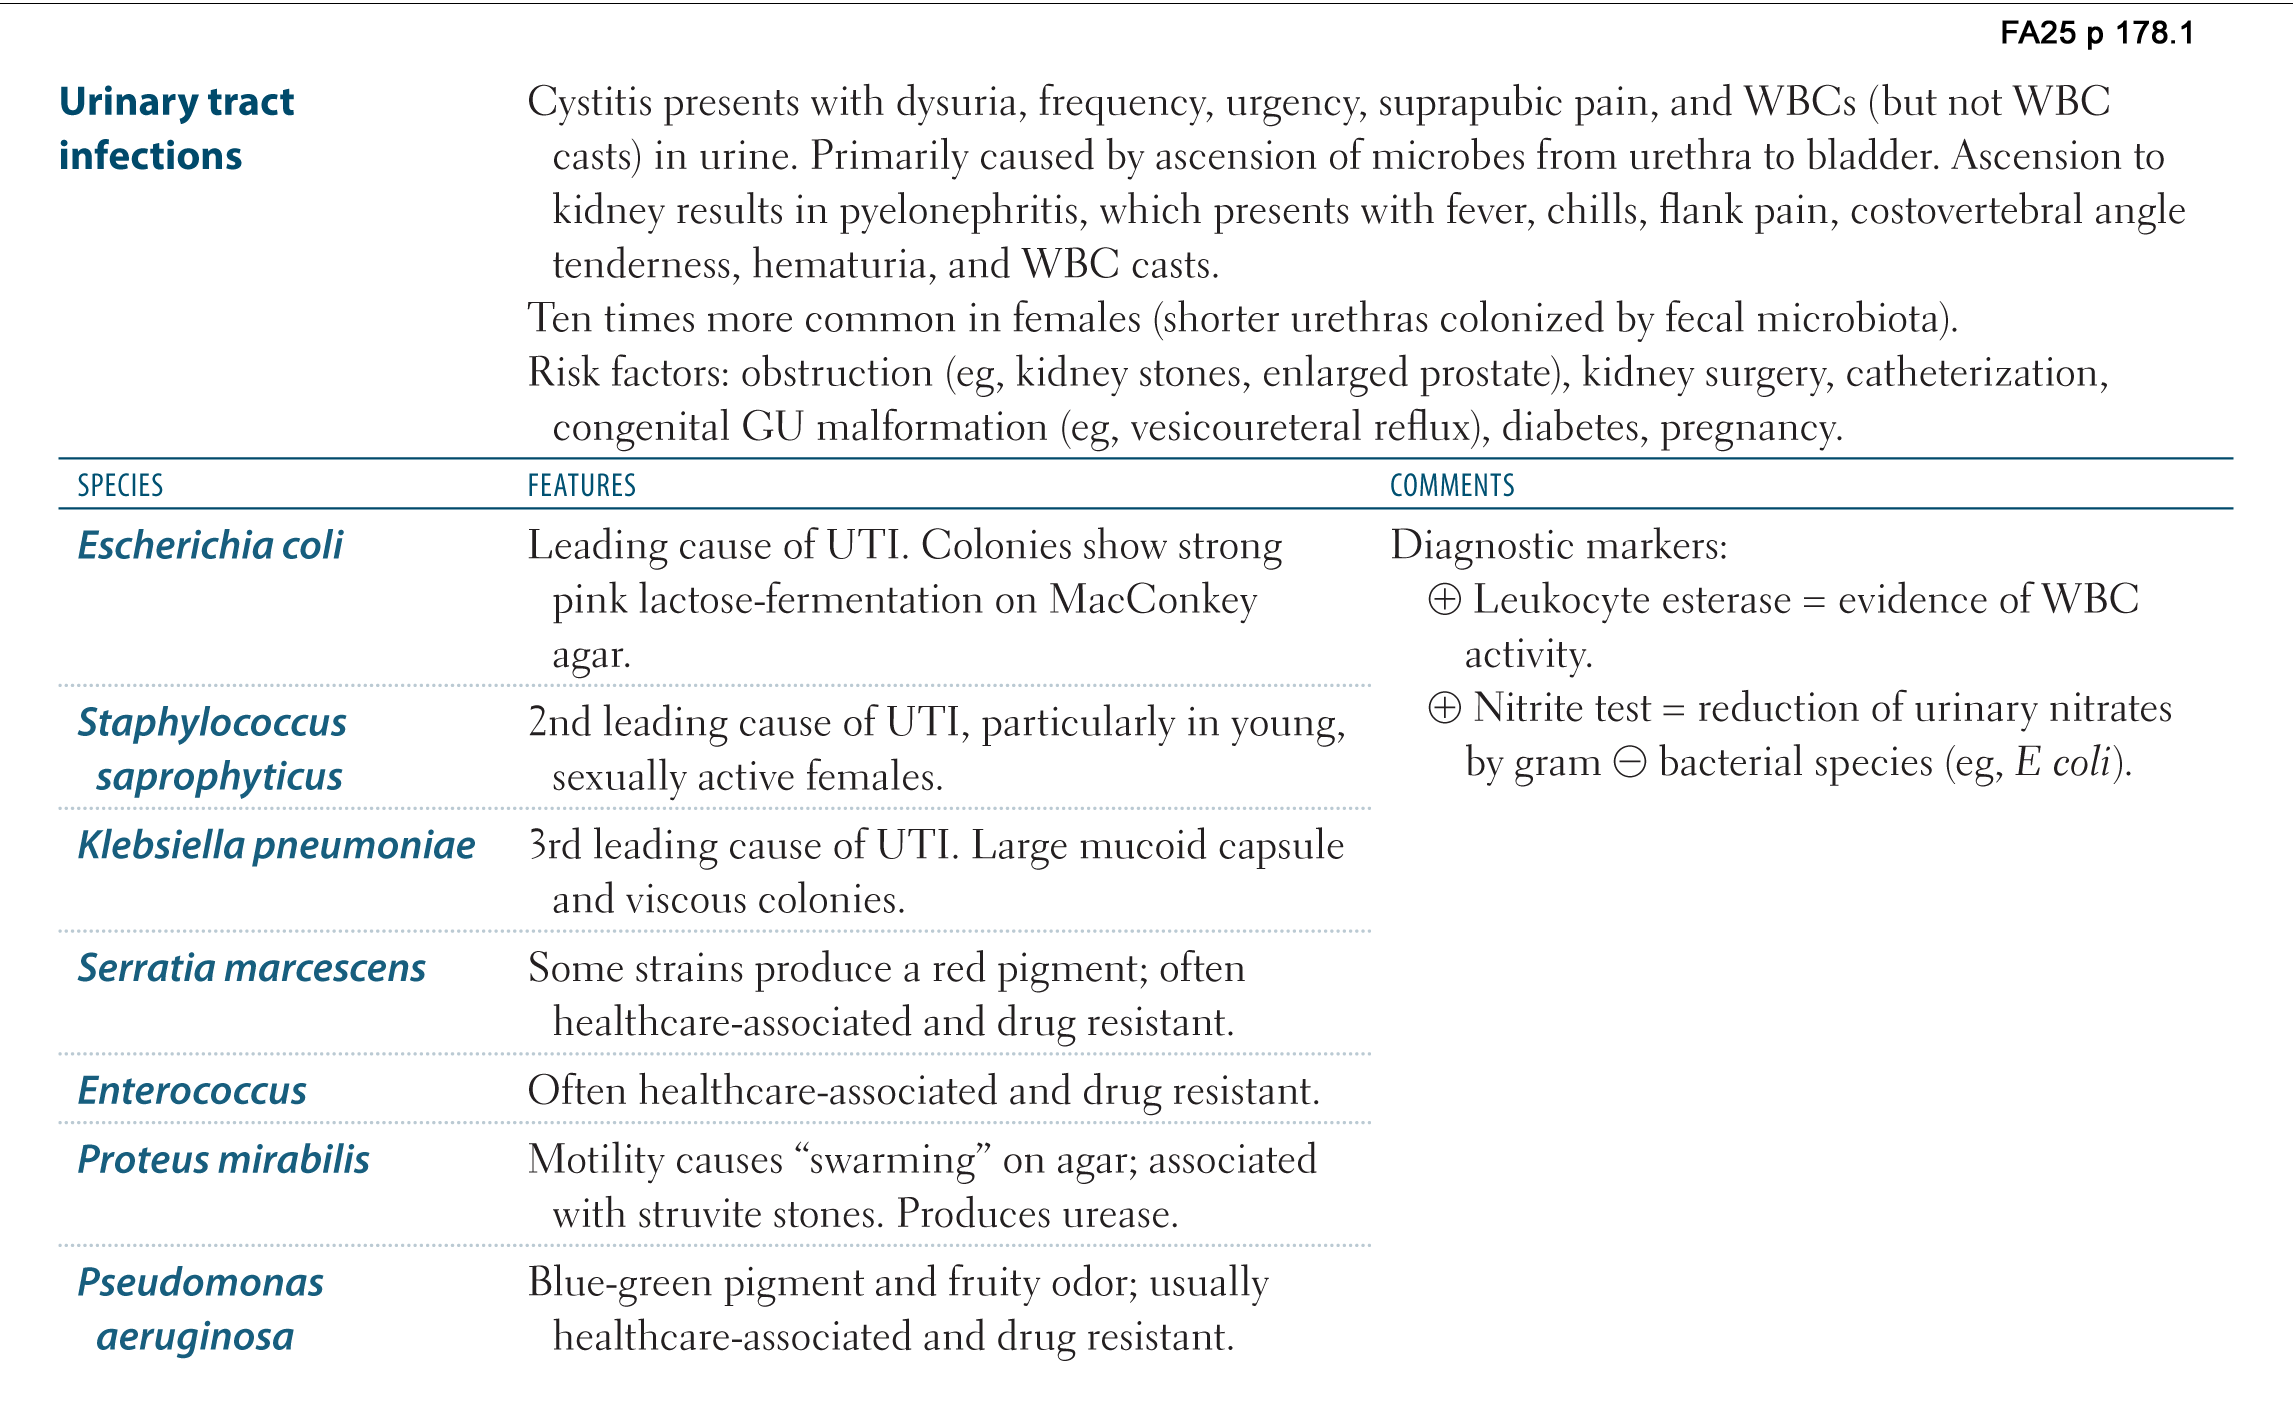 FA25 p 178.1
Urinary tract
infections
Cystitis presents with dysuria, frequency, urgency, suprapubic pain, and WBCs (but not WBC
casts) in urine. Primarily caused by ascension of microbes from urethra to bladder. Ascension to
kidney results in pyelonephritis, which presents with fever, chills, flank pain, costovertebral angle
tenderness, hematuria, and WBC casts.
Ten times more common in females (shorter urethras colonized by fecal microbiota).
Risk factors: obstruction (eg, kidney stones, enlarged prostate), kidney surgery, catheterization,
congenital GU malformation (eg, vesicoureteral reflux), diabetes, pregnancy.
SPECIES
FEATURES
COMMENTS
Escherichia coli
Leading cause of UTI. Colonies show strong
pink lactose-fermentation on MacConkey
agar.
Diagnostic markers:
⊕ Leukocyte esterase = evidence of WBC
activity.
⊕ Nitrite test = reduction of urinary nitrates
by gram ⊖ bacterial species (eg, E coli).
Staphylococcus
saprophyticus
2nd leading cause of UTI, particularly in young,
sexually active females.
Klebsiella pneumoniae
3rd leading cause of UTI. Large mucoid capsule
and viscous colonies.
Serratia marcescens
Some strains produce a red pigment; often
healthcare-associated and drug resistant.
Enterococcus
Often healthcare-associated and drug resistant.
Proteus mirabilis
Motility causes “swarming” on agar; associated
with struvite stones. Produces urease.
Pseudomonas
aeruginosa
Blue-green pigment and fruity odor; usually
healthcare-associated and drug resistant.